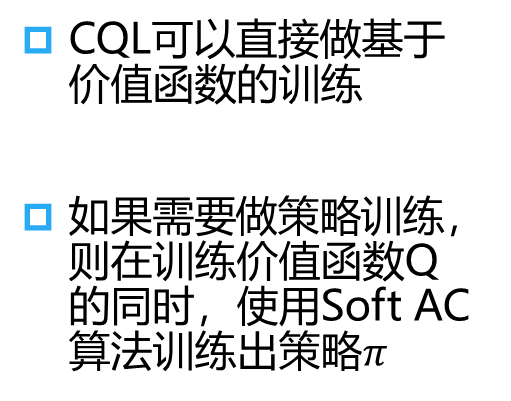 CQL可以直接做基于
价值函数的训练
如果需要做策略训练，
则在训练价值函数Q
的同时，使用Soft AC
算法训练出策略π